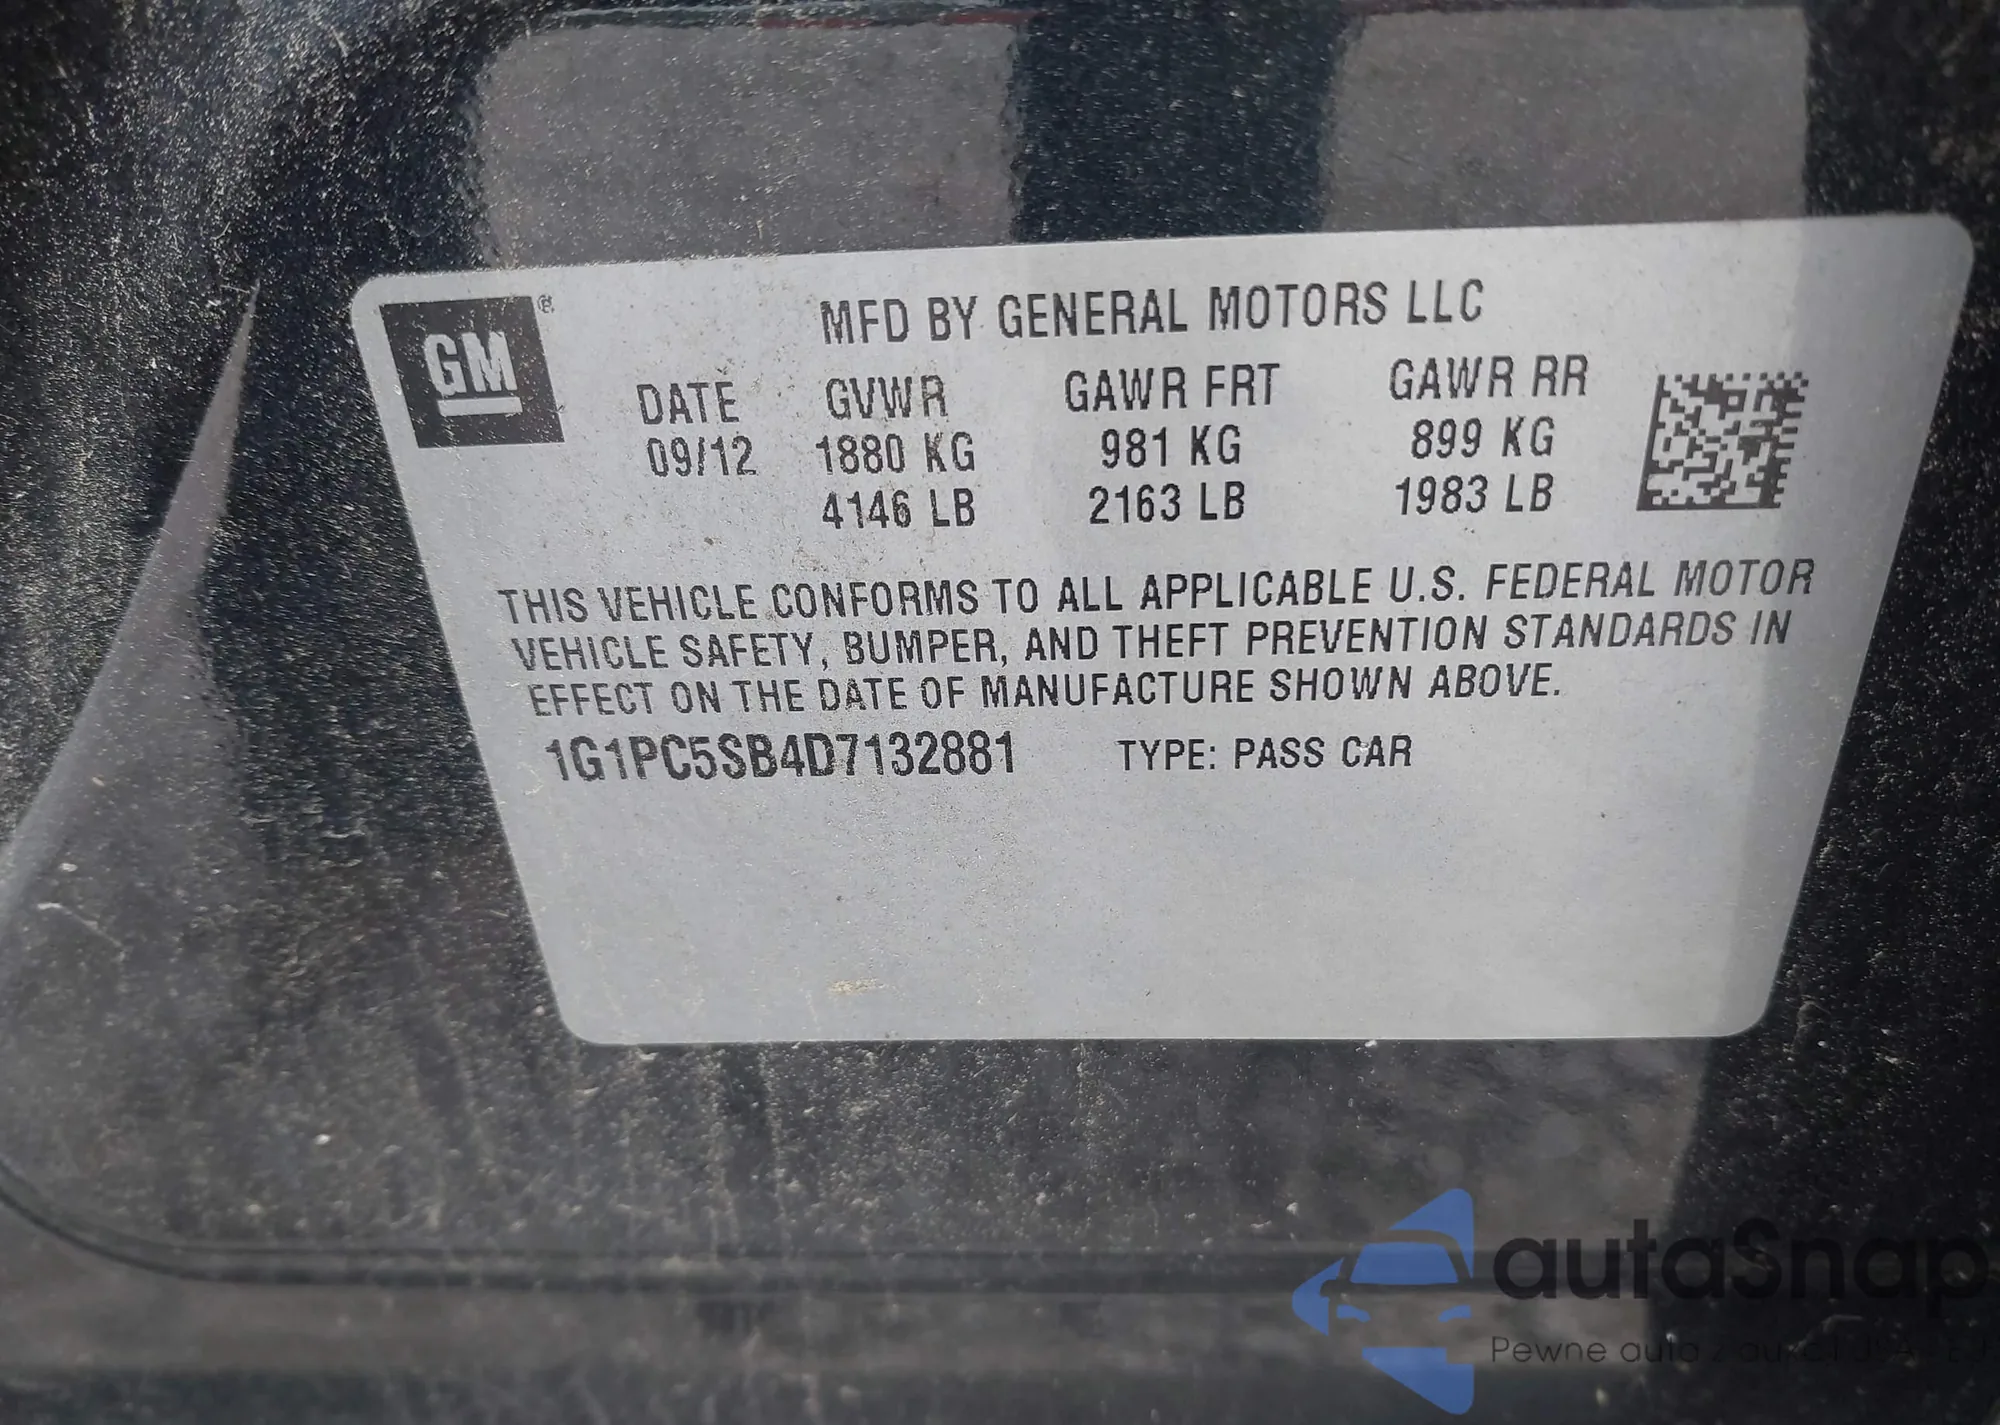 GM ®
MFD BY GENERAL MOTORS LLC
DATE GVWR GAWR FRT GAWR RR
09/12 1880 KG 981 KG 899 KG
4146 LB 2163 LB 1983 LB
THIS VEHICLE CONFORMS TO ALL APPLICABLE U.S. FEDERAL MOTOR
VEHICLE SAFETY, BUMPER, AND THEFT PREVENTION STANDARDS IN
EFFECT ON THE DATE OF MANUFACTURE SHOWN ABOVE.
1G1PC5SB4D7132881 TYPE: PASS CAR
autaSnap
Pewne auta z